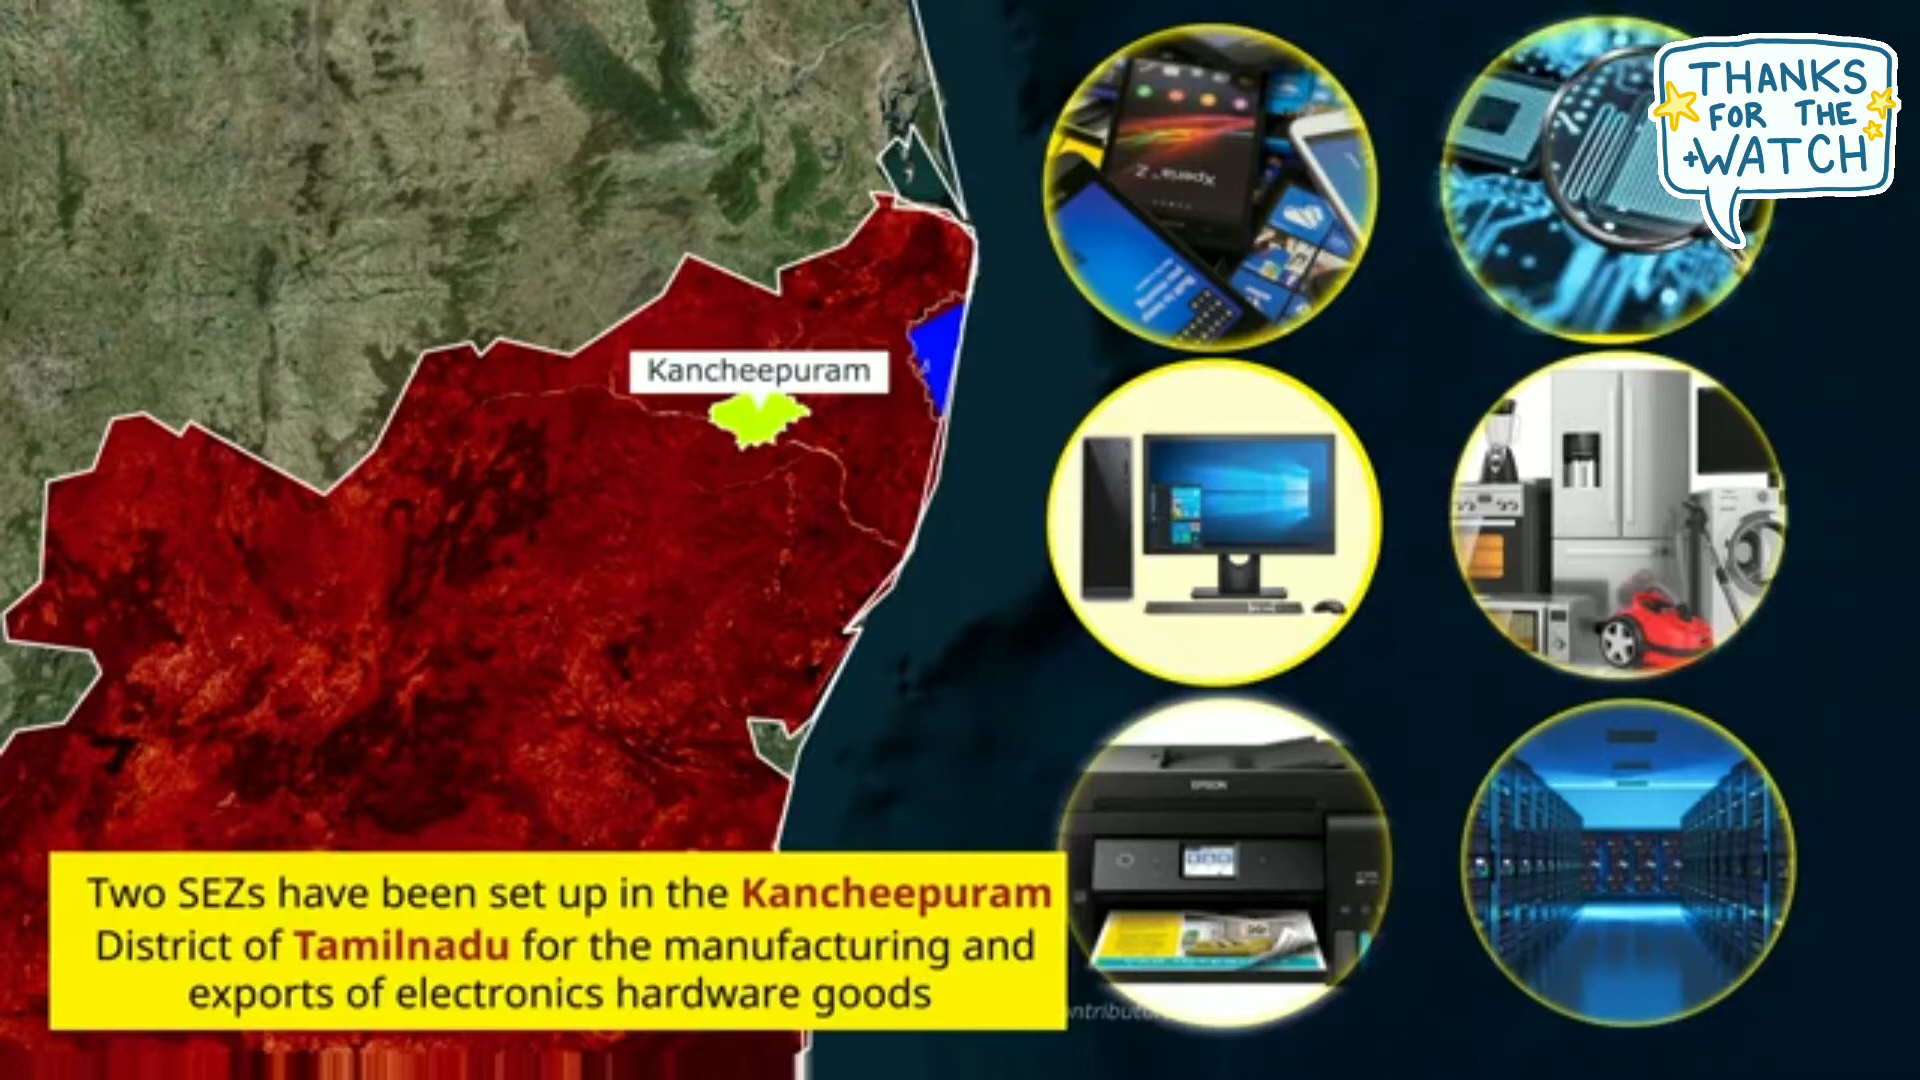 THANKS
FOR THE
WATCH
Kancheepuram
EPSON
Two SEZs have been set up in the Kancheepuram
District of Tamilnadu for the manufacturing and
exports of electronics hardware goods